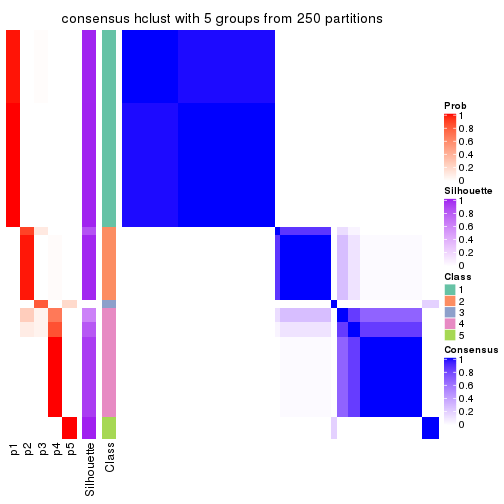 consensus hclust with 5 groups from 250 partitions
Prob
1
0.8
0.6
0.4
0.2
0
Silhouette
1
0.8
0.6
0.4
0.2
0
Class
1
2
3
4
5
Consensus
1
0.8
0.6
0.4
0.2
0
p1
p2
p3
p4
p5
Silhouette
Class